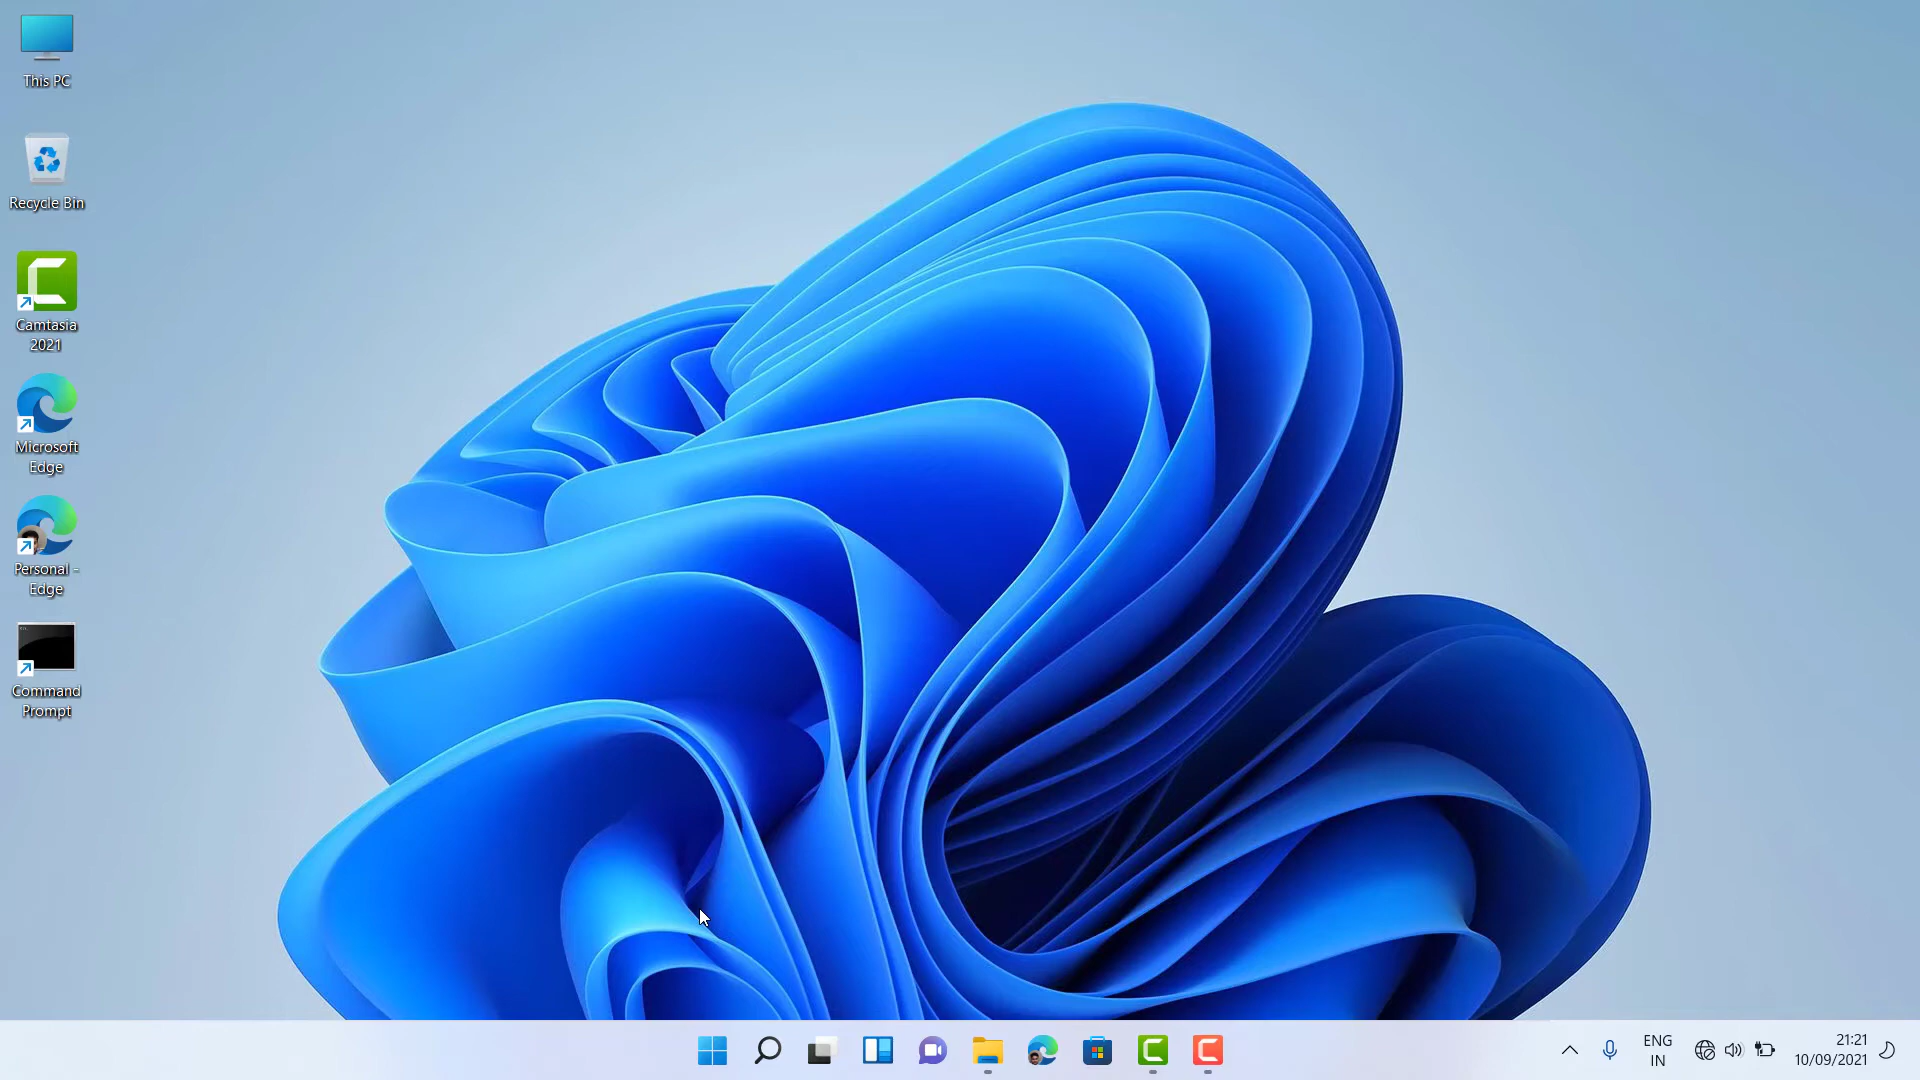 This PC
Recycle Bin
Camtasia
2021
Microsoft
Edge
Personal -
Edge
Command
Prompt
ENG
IN
21:21
10/09/2021